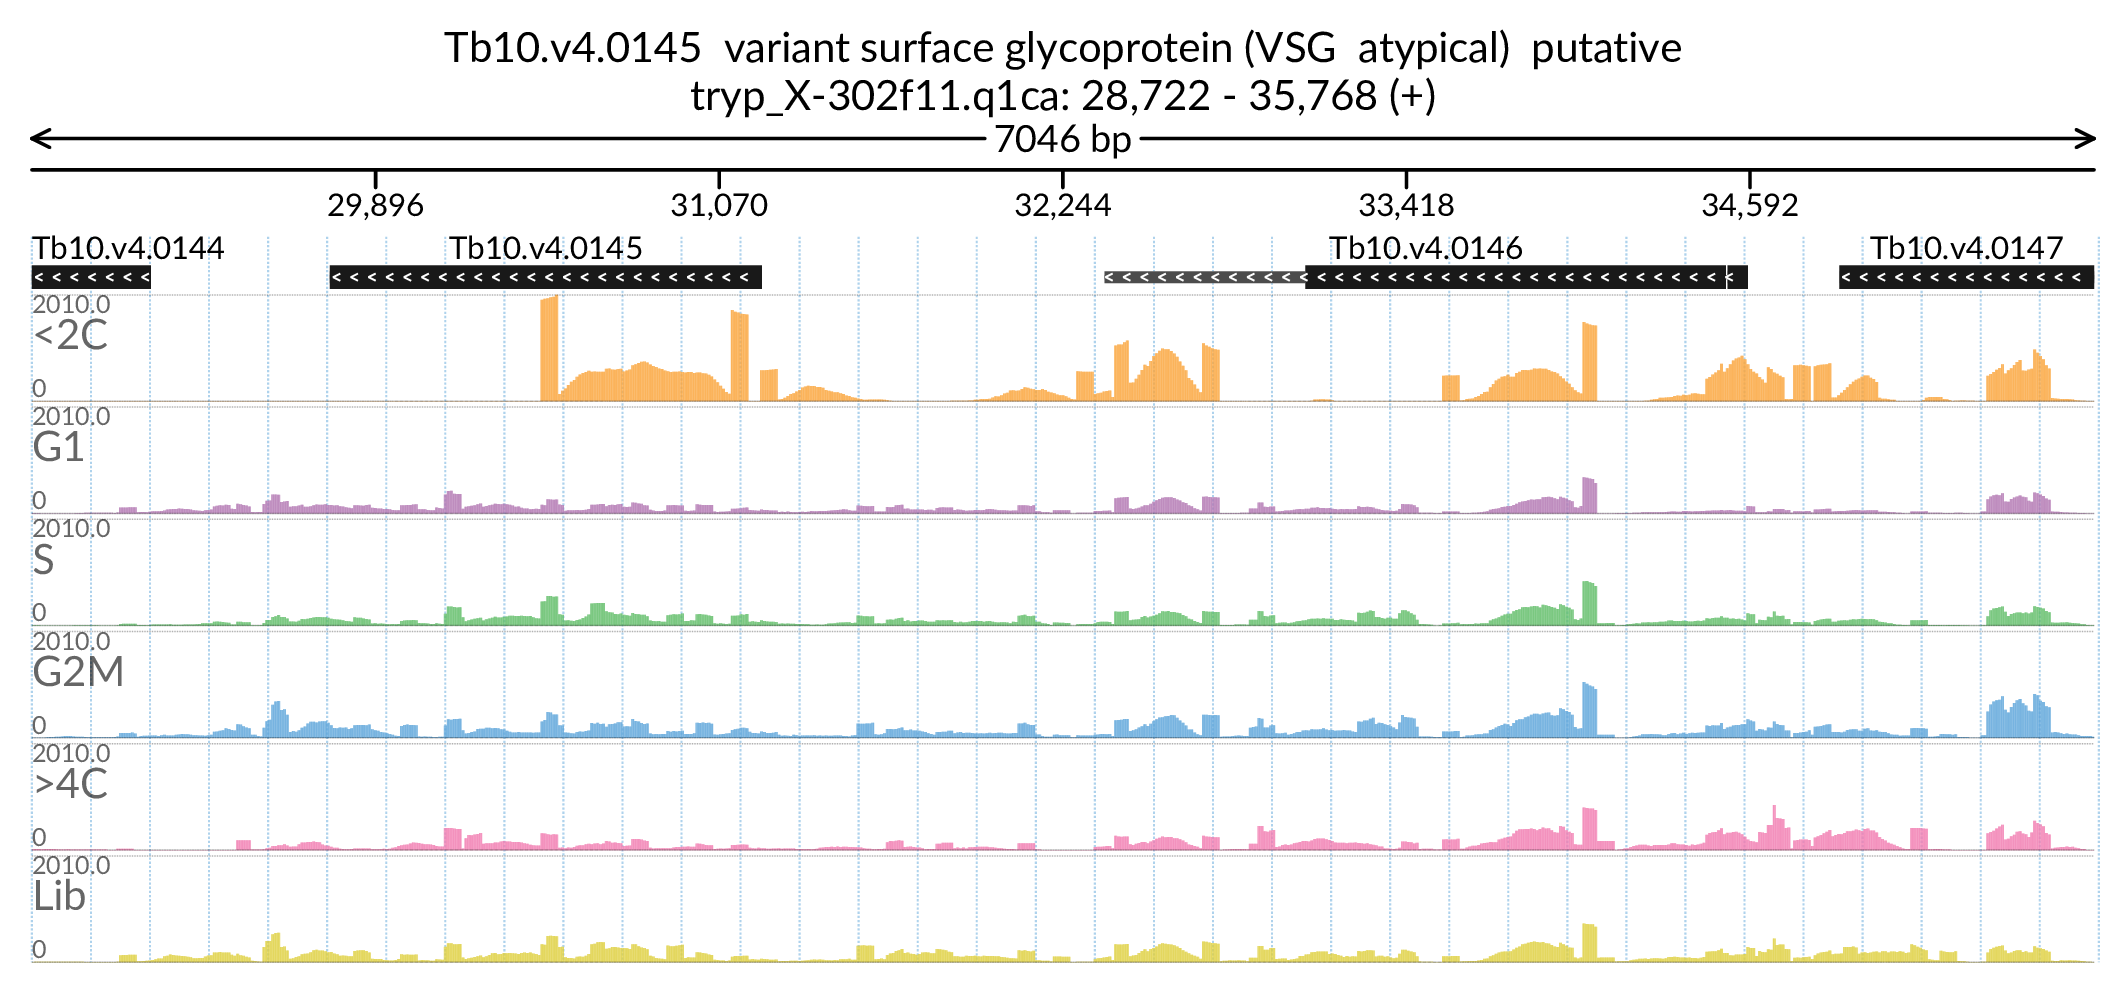 Tb10.v4.0145 variant surface glycoprotein (VSG atypical) putative
tryp_X-302f11.q1ca: 28,722 - 35,768 (+)
7046 bp
29,896 31,070 32,244 33,418 34,592
Tb10.v4.0144 Tb10.v4.0145 Tb10.v4.0146 Tb10.v4.0147
2010.0
<2C
0
2010.0
G1
0
2010.0
S
0
2010.0
G2M
0
2010.0
>4C
0
2010.0
Lib
0